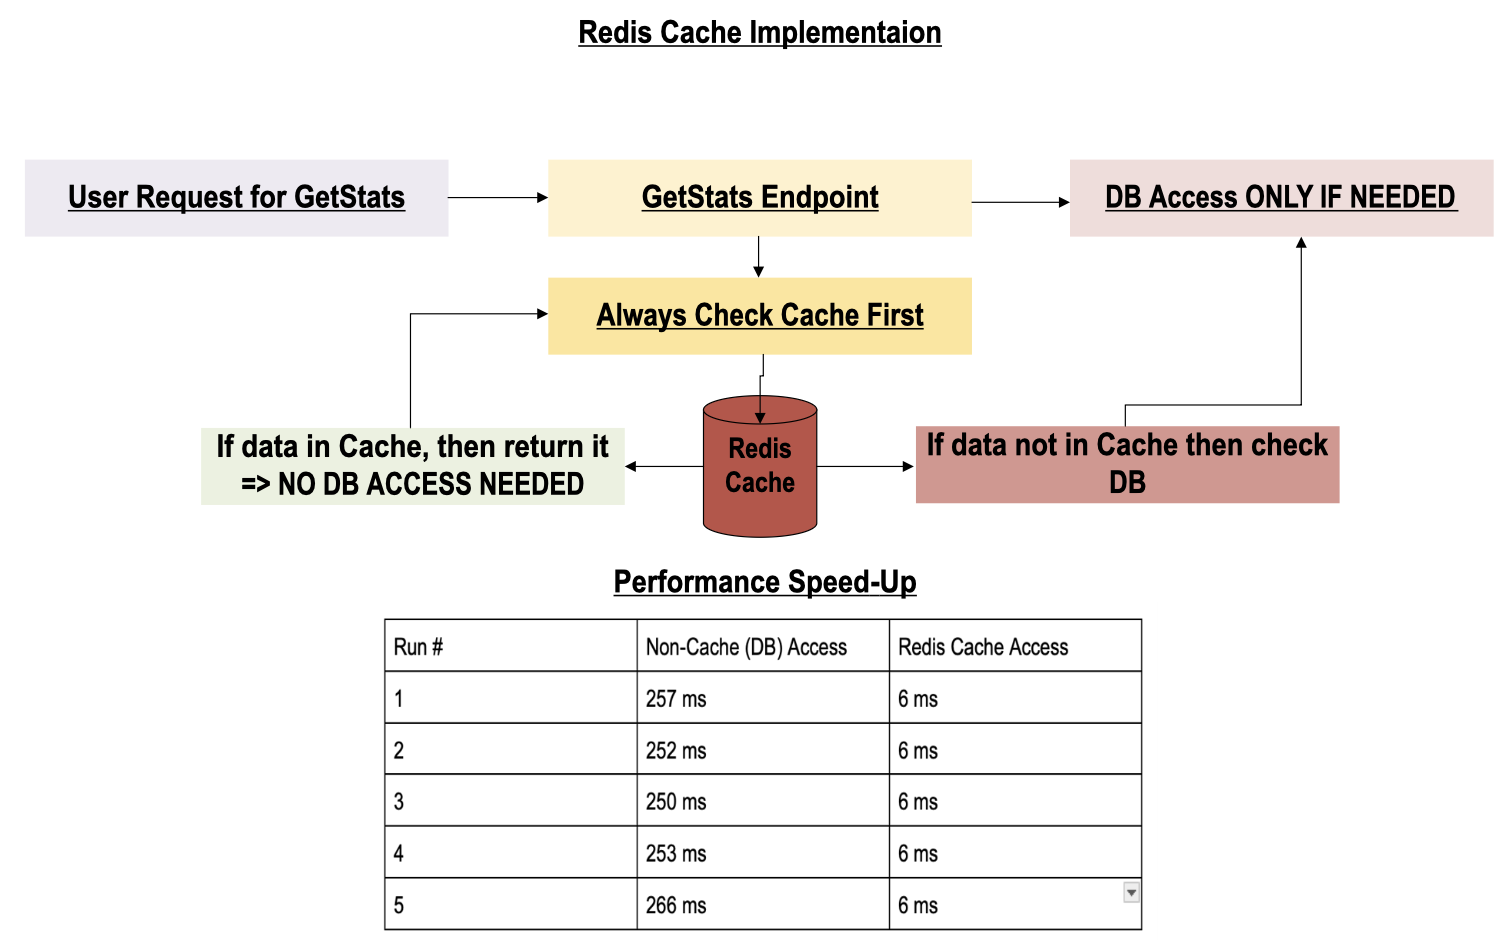 Redis Cache Implementaion
User Request for GetStats
GetStats Endpoint
DB Access ONLY IF NEEDED
Always Check Cache First
If data in Cache, then return it
=> NO DB ACCESS NEEDED
Redis
Cache
If data not in Cache then check
DB
Performance Speed-Up
Run # Non-Cache (DB) Access Redis Cache Access
1 257 ms 6 ms
2 252 ms 6 ms
3 250 ms 6 ms
4 253 ms 6 ms
5 266 ms 6 ms